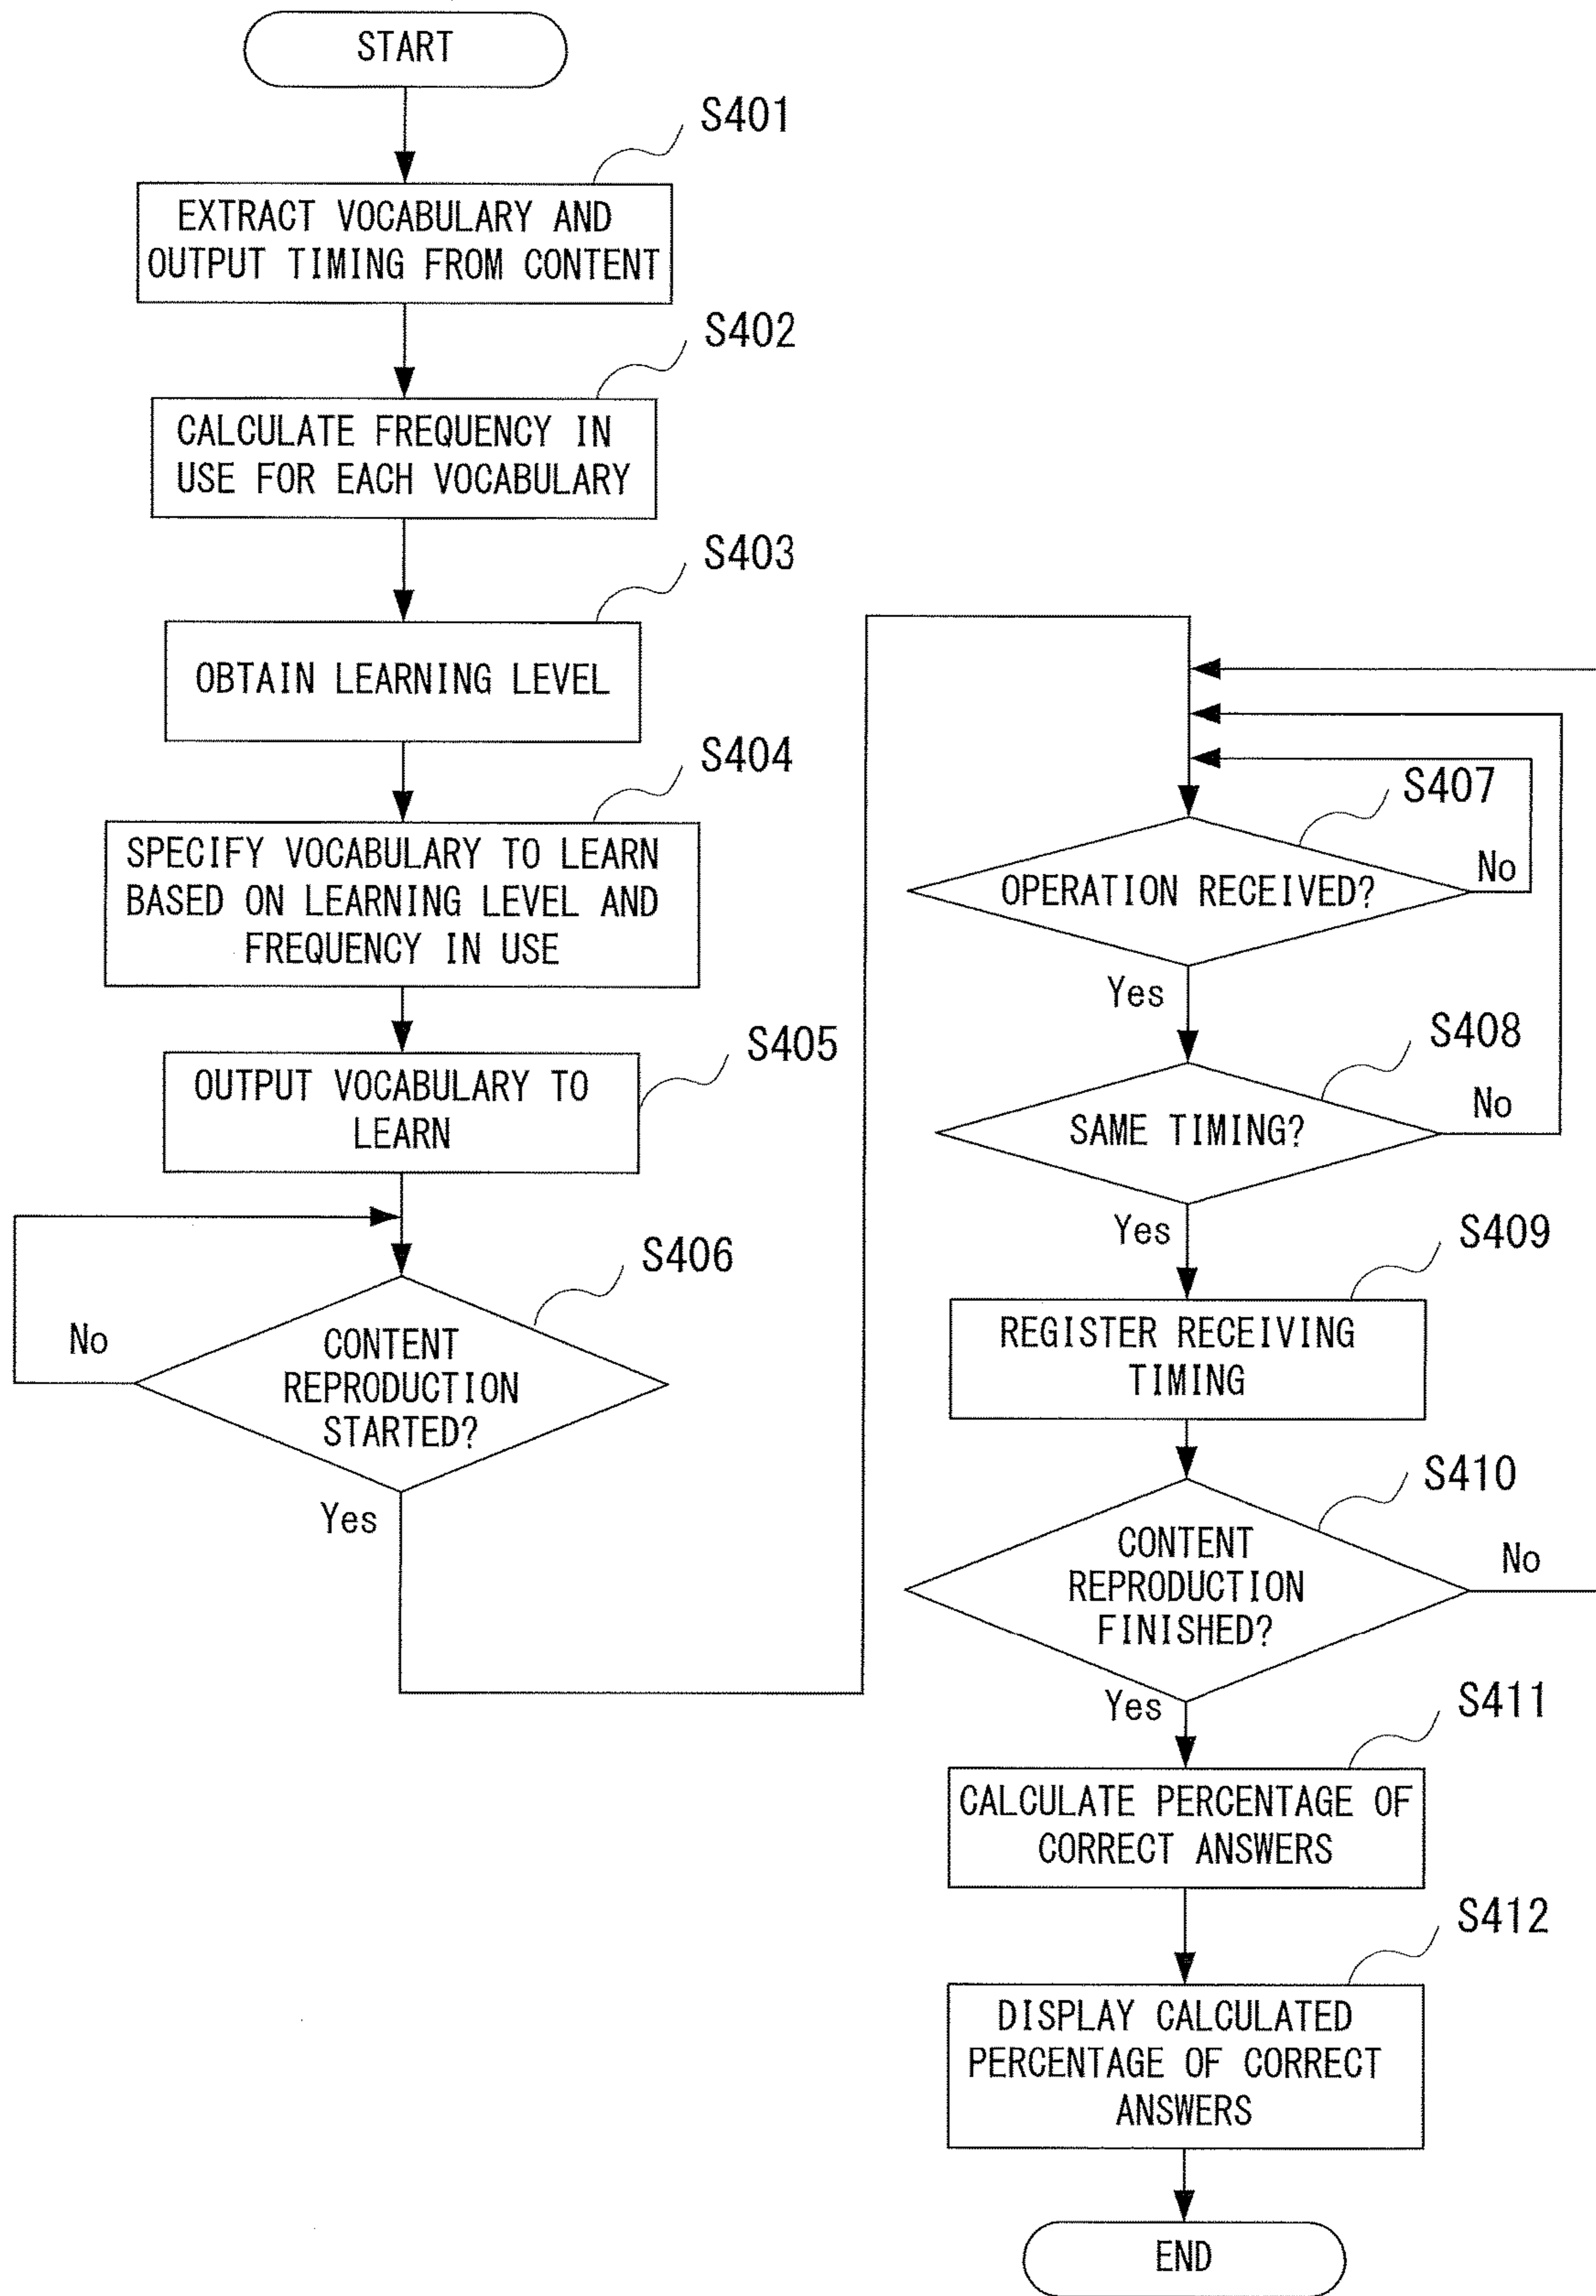 START
S401
EXTRACT VOCABULARY AND
OUTPUT TIMING FROM CONTENT
S402
CALCULATE FREQUENCY IN
USE FOR EACH VOCABULARY
S403
OBTAIN LEARNING LEVEL
S404
SPECIFY VOCABULARY TO LEARN
BASED ON LEARNING LEVEL AND
FREQUENCY IN USE
S405
OUTPUT VOCABULARY TO
LEARN
S406
No
CONTENT
REPRODUCTION
STARTED?
Yes
S407
No
OPERATION RECEIVED?
Yes
S408
No
SAME TIMING?
Yes
S409
REGISTER RECEIVING
TIMING
S410
No
CONTENT
REPRODUCTION
FINISHED?
Yes
S411
CALCULATE PERCENTAGE OF
CORRECT ANSWERS
S412
DISPLAY CALCULATED
PERCENTAGE OF CORRECT
ANSWERS
END